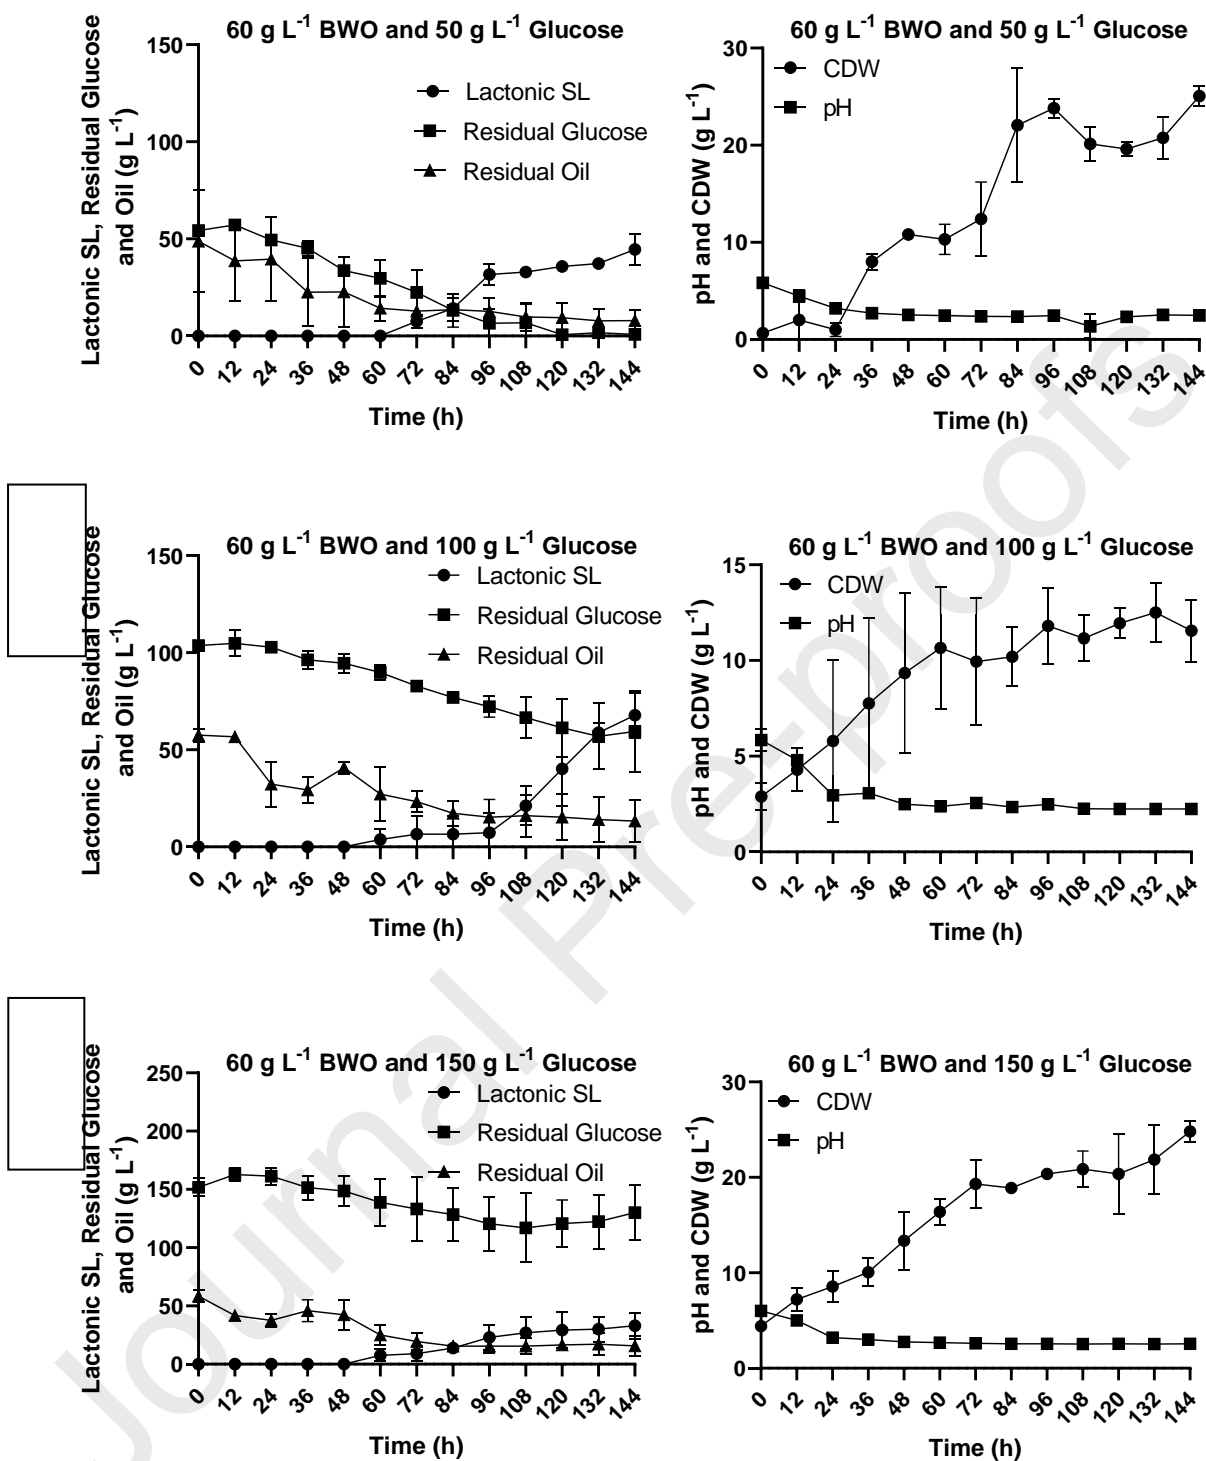 60 g L-1 BWO and 50 g L-1 Glucose
Lactonic SL, Residual Glucose
and Oil (g L-1)
150
100
50
0
Lactonic SL
Residual Glucose
Residual Oil
0 12 24 36 48 60 72 84 96 108 120 132 144
Time (h)
60 g L-1 BWO and 50 g L-1 Glucose
pH and CDW (g L-1)
30
20
10
0
CDW
pH
0 12 24 36 48 60 72 84 96 108 120 132 144
Time (h)
60 g L-1 BWO and 100 g L-1 Glucose
Lactonic SL, Residual Glucose
and Oil (g L-1)
150
100
50
0
Lactonic SL
Residual Glucose
Residual Oil
0 12 24 36 48 60 72 84 96 108 120 132 144
Time (h)
60 g L-1 BWO and 100 g L-1 Glucose
pH and CDW (g L-1)
15
10
5
0
CDW
pH
0 12 24 36 48 60 72 84 96 108 120 132 144
Time (h)
60 g L-1 BWO and 150 g L-1 Glucose
Lactonic SL, Residual Glucose
and Oil (g L-1)
250
200
150
100
50
0
Lactonic SL
Residual Glucose
Residual Oil
0 12 24 36 48 60 72 84 96 108 120 132 144
Time (h)
60 g L-1 BWO and 150 g L-1 Glucose
pH and CDW (g L-1)
30
20
10
0
CDW
pH
0 12 24 36 48 60 72 84 96 108 120 132 144
Time (h)
Journal Pre-proofs